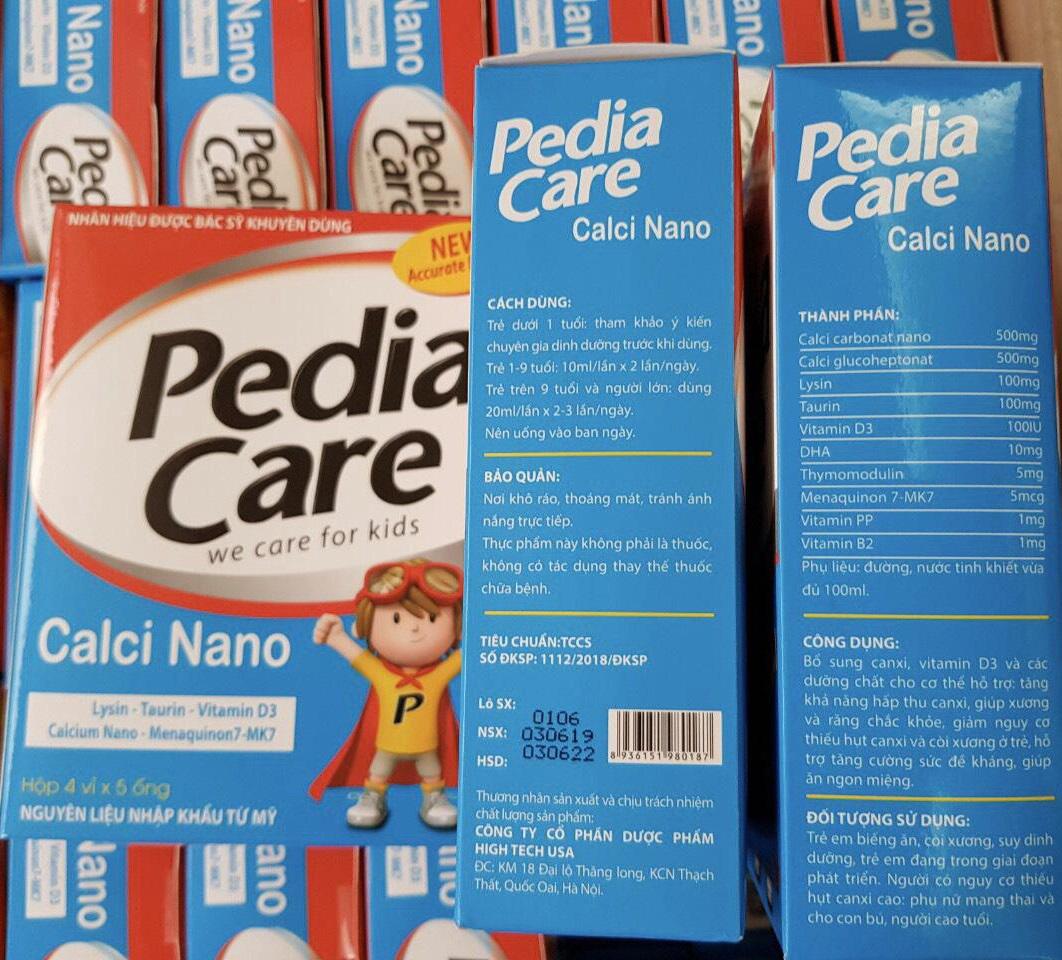 Nano
Nano
Nano
Pedia
Care
Pedia
Care
NHÃN HIỆU ĐƯỢC BÁC SỸ KHUYÊN DÙNG
NEW
Accurate
Pedia
Care
we care for kids
Calci Nano
Lysin - Taurin - Vitamin D3
Calcium Nano - Menaquinon7-MK7
Hộp 4 vỉ x 5 ống
NGUYÊN LIỆU NHẬP KHẨU TỪ MỸ
P
Pedia
Care
Calci Nano
CÁCH DÙNG:
Trẻ dưới 1 tuổi: tham khảo ý kiến
chuyên gia dinh dưỡng trước khi dùng.
Trẻ 1-9 tuổi: 10ml/lần x 2 lần/ngày.
Trẻ trên 9 tuổi và người lớn: dùng
20ml/lần x 2-3 lần/ngày.
Nên uống vào ban ngày.
BẢO QUẢN:
Nơi khô ráo, thoáng mát, tránh ánh
nắng trực tiếp.
Thực phẩm này không phải là thuốc,
không có tác dụng thay thế thuốc
chữa bệnh.
TIÊU CHUẨN:TCCS
SỐ ĐKSP: 1112/2018/ĐKSP
Lô SX: 0106
NSX: 030619
HSD: 030622
8 936151 980187
Thương nhân sản xuất và chịu trách nhiệm
chất lượng sản phẩm:
CÔNG TY CỔ PHẦN DƯỢC PHẨM
HIGH TECH USA
ĐC: KM 18 Đại lộ Thăng long, KCN Thạch
Thất, Quốc Oai, Hà Nội.
Pedia
Care
Calci Nano
THÀNH PHẦN:
Calci carbonat nano 500mg
Calci glucoheptonat 500mg
Lysin 100mg
Taurin 100mg
Vitamin D3 100IU
DHA 10mg
Thymomodulin 5mg
Menaquinon 7-MK7 5mcg
Vitamin PP 1mg
Vitamin B2 1mg
Phụ liệu: đường, nước tinh khiết vừa
đủ 100ml.
CÔNG DỤNG:
Bổ sung canxi, vitamin D3 và các
dưỡng chất cho cơ thể hỗ trợ: tăng
khả năng hấp thu canxi, giúp xương
và răng chắc khỏe, giảm nguy cơ
thiếu hụt canxi và còi xương ở trẻ, hỗ
trợ tăng cường sức đề kháng, giúp
ăn ngon miệng.
ĐỐI TƯỢNG SỬ DỤNG:
Trẻ em biếng ăn, còi xương, suy dinh
dưỡng, trẻ em đang trong giai đoạn
phát triển. Người có nguy cơ thiếu
hụt canxi cao: phụ nữ mang thai và
cho con bú, người cao tuổi.